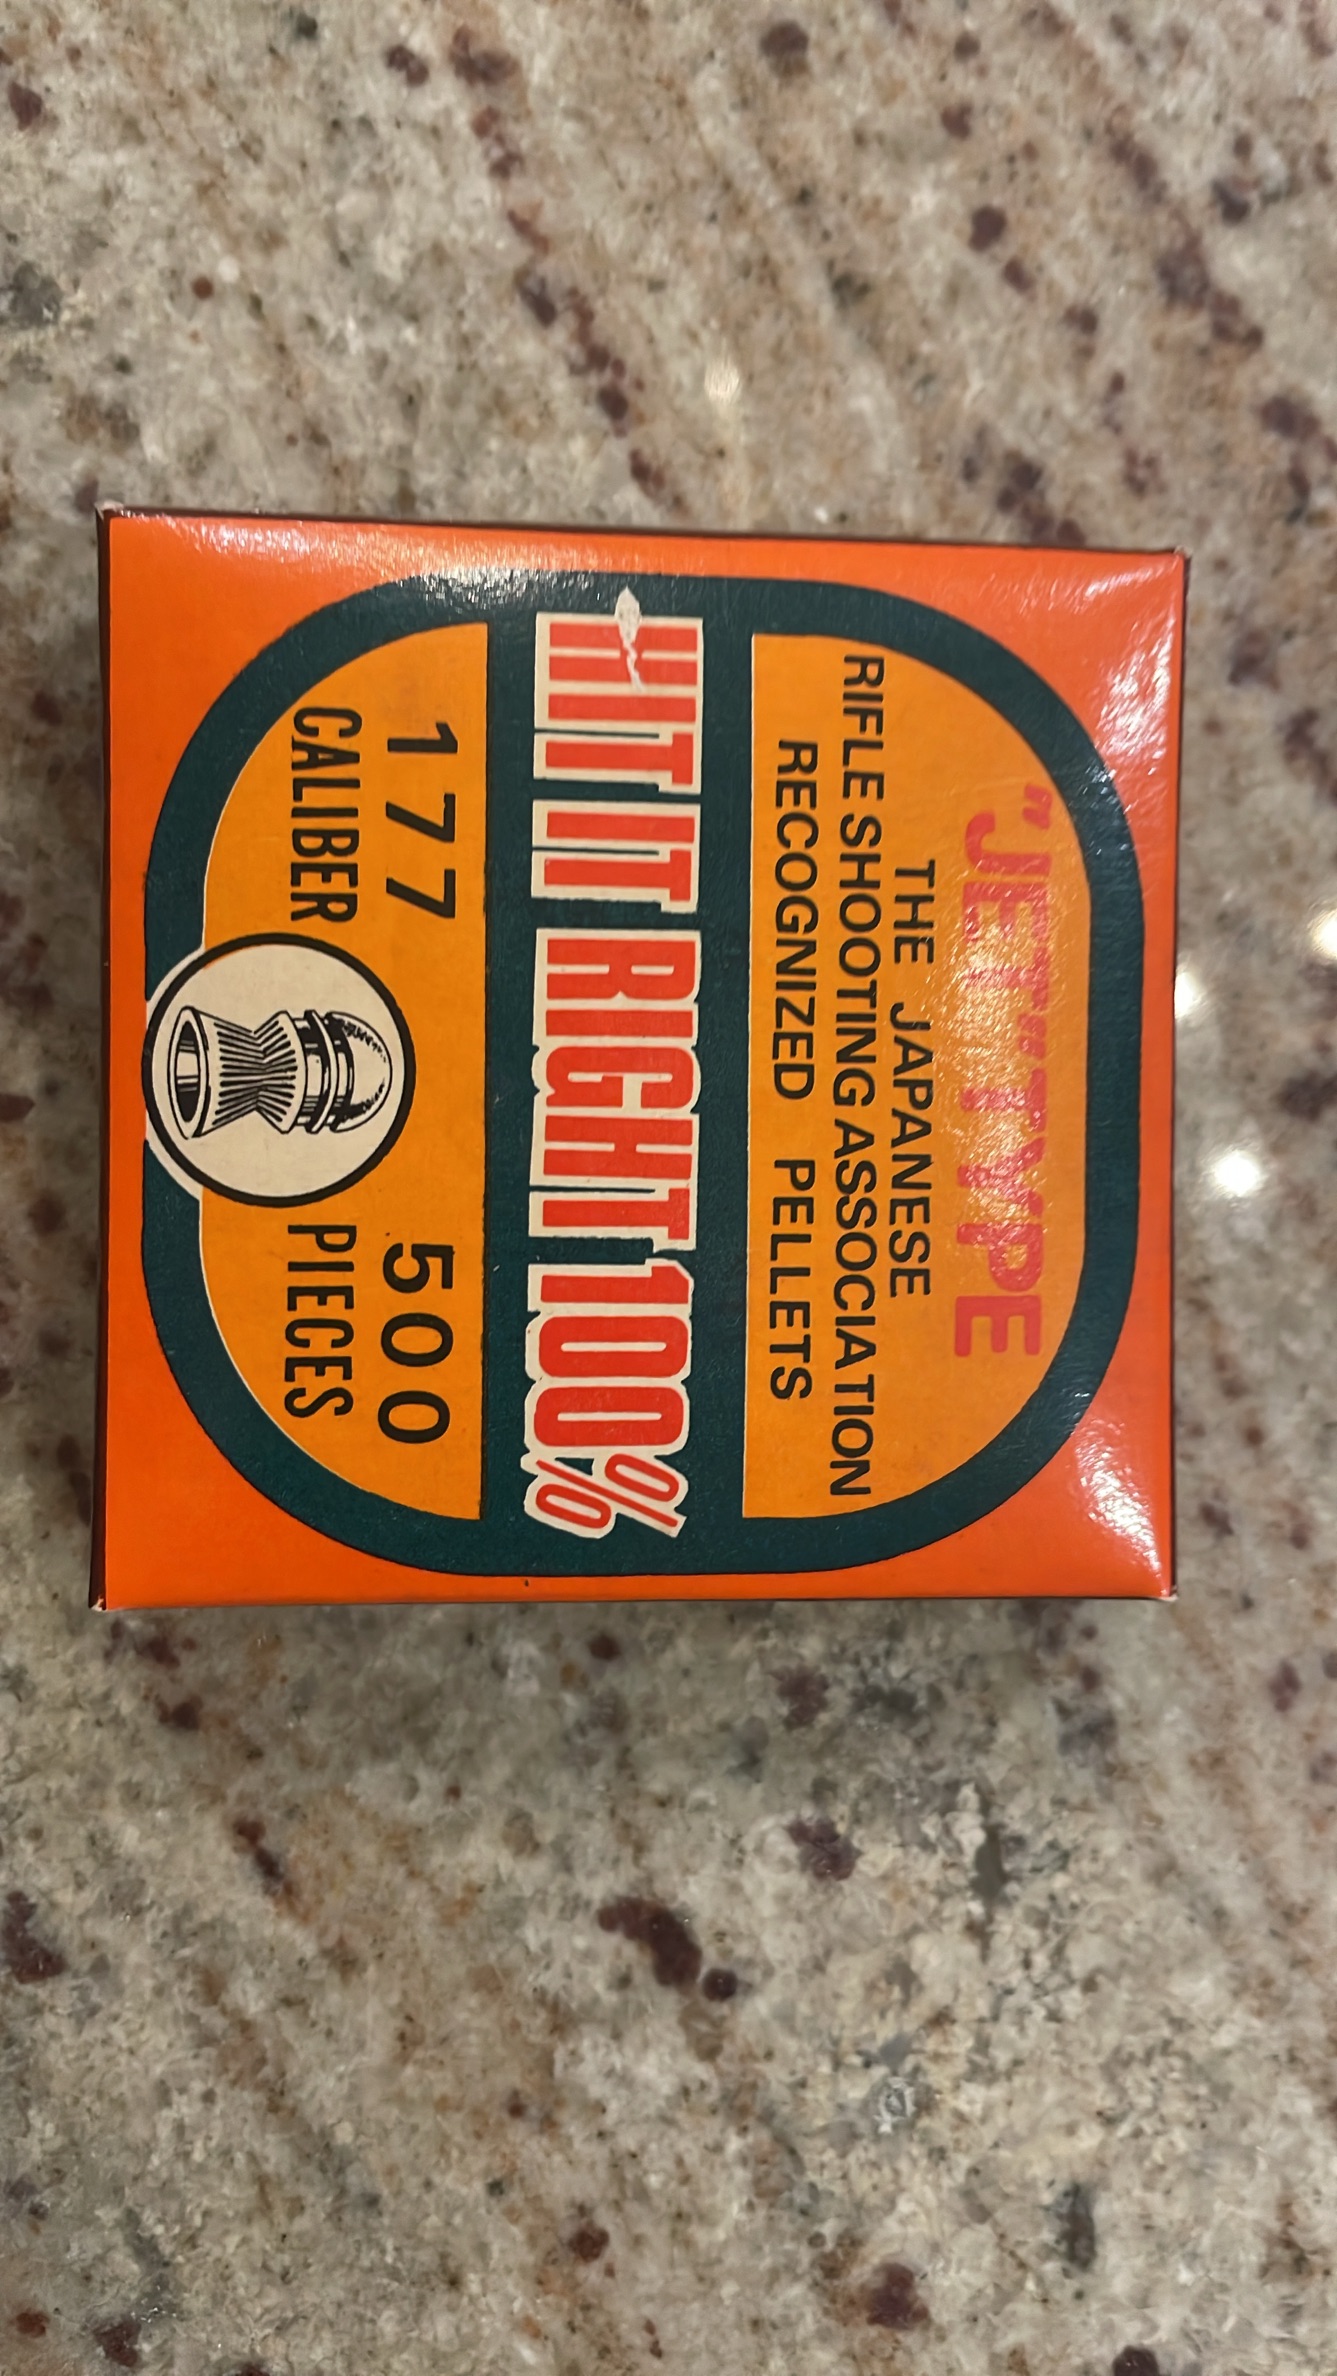 "JET" TYPE
THE JAPANESE
RIFLE SHOOTING ASSOCIATION
RECOGNIZED PELLETS
HIT IT RIGHT 100%
177 500
CALIBER PIECES